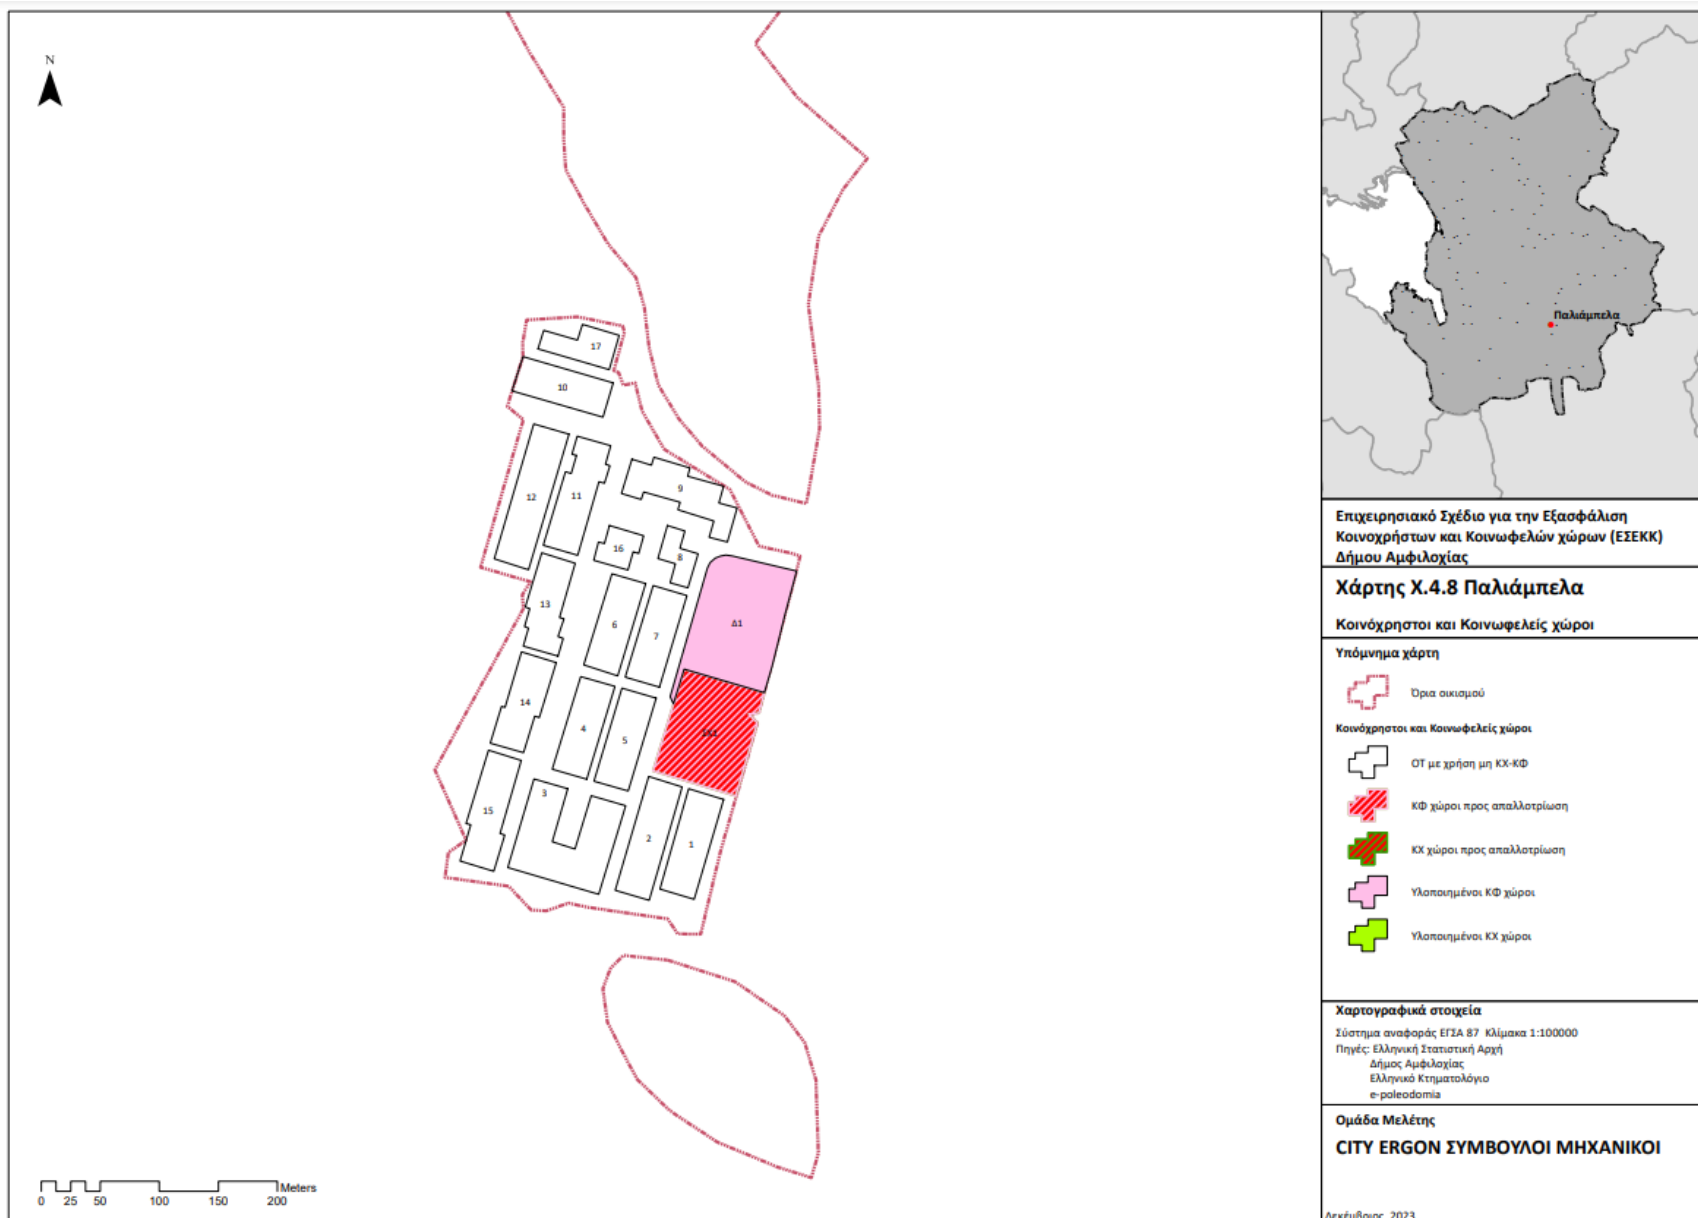 N
17
10
12
11
9
16
8
13
6
7
Δ1
14
4
5
15
3
2
1
0 25 50 100 150 200 Meters
Παλιάμπελα
Επιχειρησιακό Σχέδιο για την Εξασφάλιση
Κοινοχρήστων και Κοινωφελών χώρων (ΕΣΕΚΚ)
Δήμου Αμφιλοχίας
Χάρτης Χ.4.8 Παλιάμπελα
Κοινόχρηστοι και Κοινωφελείς χώροι
Υπόμνημα χάρτη
Όρια οικισμού
Κοινόχρηστοι και Κοινωφελείς χώροι
ΟΤ με χρήση μη ΚΧ-ΚΦ
ΚΦ χώροι προς απαλλοτρίωση
ΚΧ χώροι προς απαλλοτρίωση
Υλοποιημένοι ΚΦ χώροι
Υλοποιημένοι ΚΧ χώροι
Χαρτογραφικά στοιχεία
Σύστημα αναφοράς ΕΓΣΑ 87 Κλίμακα 1:100000
Πηγές: Ελληνική Στατιστική Αρχή
Δήμος Αμφιλοχίας
Ελληνικό Κτηματολόγιο
e-poleodomia
Ομάδα Μελέτης
CITY ERGON ΣΥΜΒΟΥΛΟΙ ΜΗΧΑΝΙΚΟΙ
Δεκέμβριος, 2023